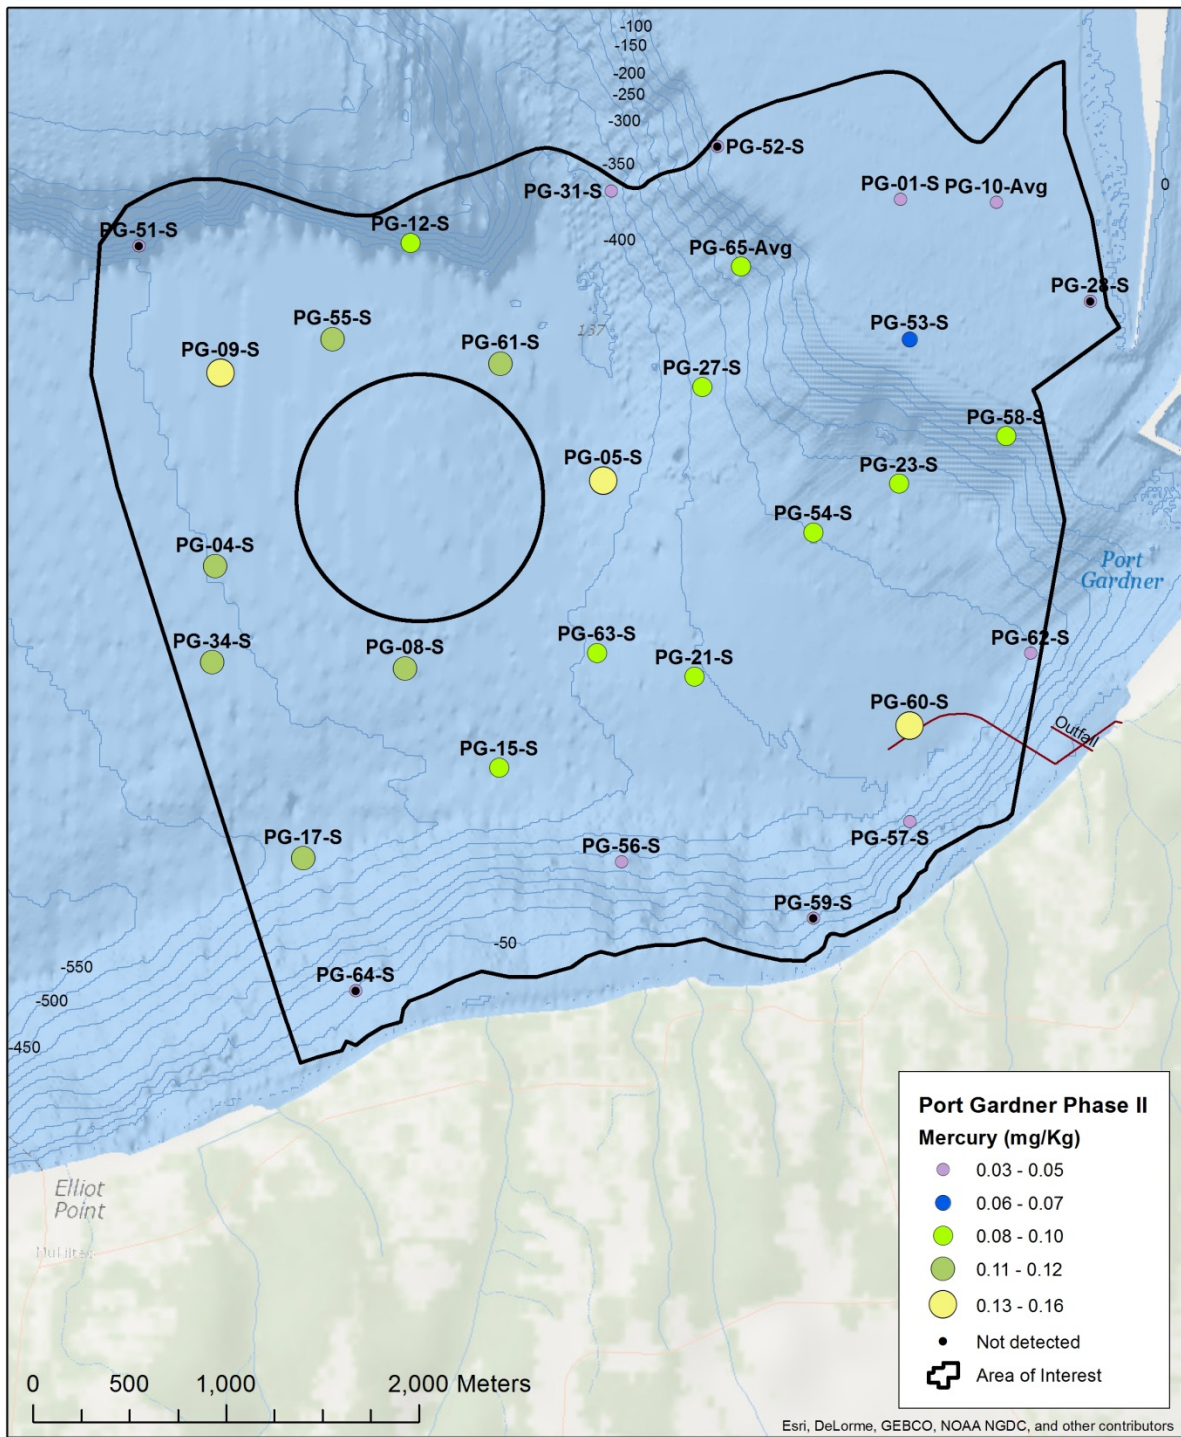 -100
-150
-200
-250
-300
-350
-400
PG-52-S
PG-31-S
PG-01-S
PG-10-Avg
0
PG-51-S
PG-12-S
PG-65-Avg
PG-28-S
PG-55-S
137
PG-53-S
PG-09-S
PG-61-S
PG-27-S
PG-58-S
PG-05-S
PG-23-S
PG-54-S
PG-04-S
Port
Gardner
PG-34-S
PG-08-S
PG-63-S
PG-21-S
PG-62-S
PG-60-S
Outfall
PG-15-S
PG-17-S
PG-56-S
PG-57-S
PG-59-S
-50
PG-64-S
-550
-500
-450
Elliot
Point
Port Gardner Phase II
Mercury (mg/Kg)
0.03 - 0.05
0.06 - 0.07
0.08 - 0.10
0.11 - 0.12
0.13 - 0.16
Not detected
Area of Interest
0 500 1,000 2,000 Meters
Esri, DeLorme, GEBCO, NOAA NGDC, and other contributors